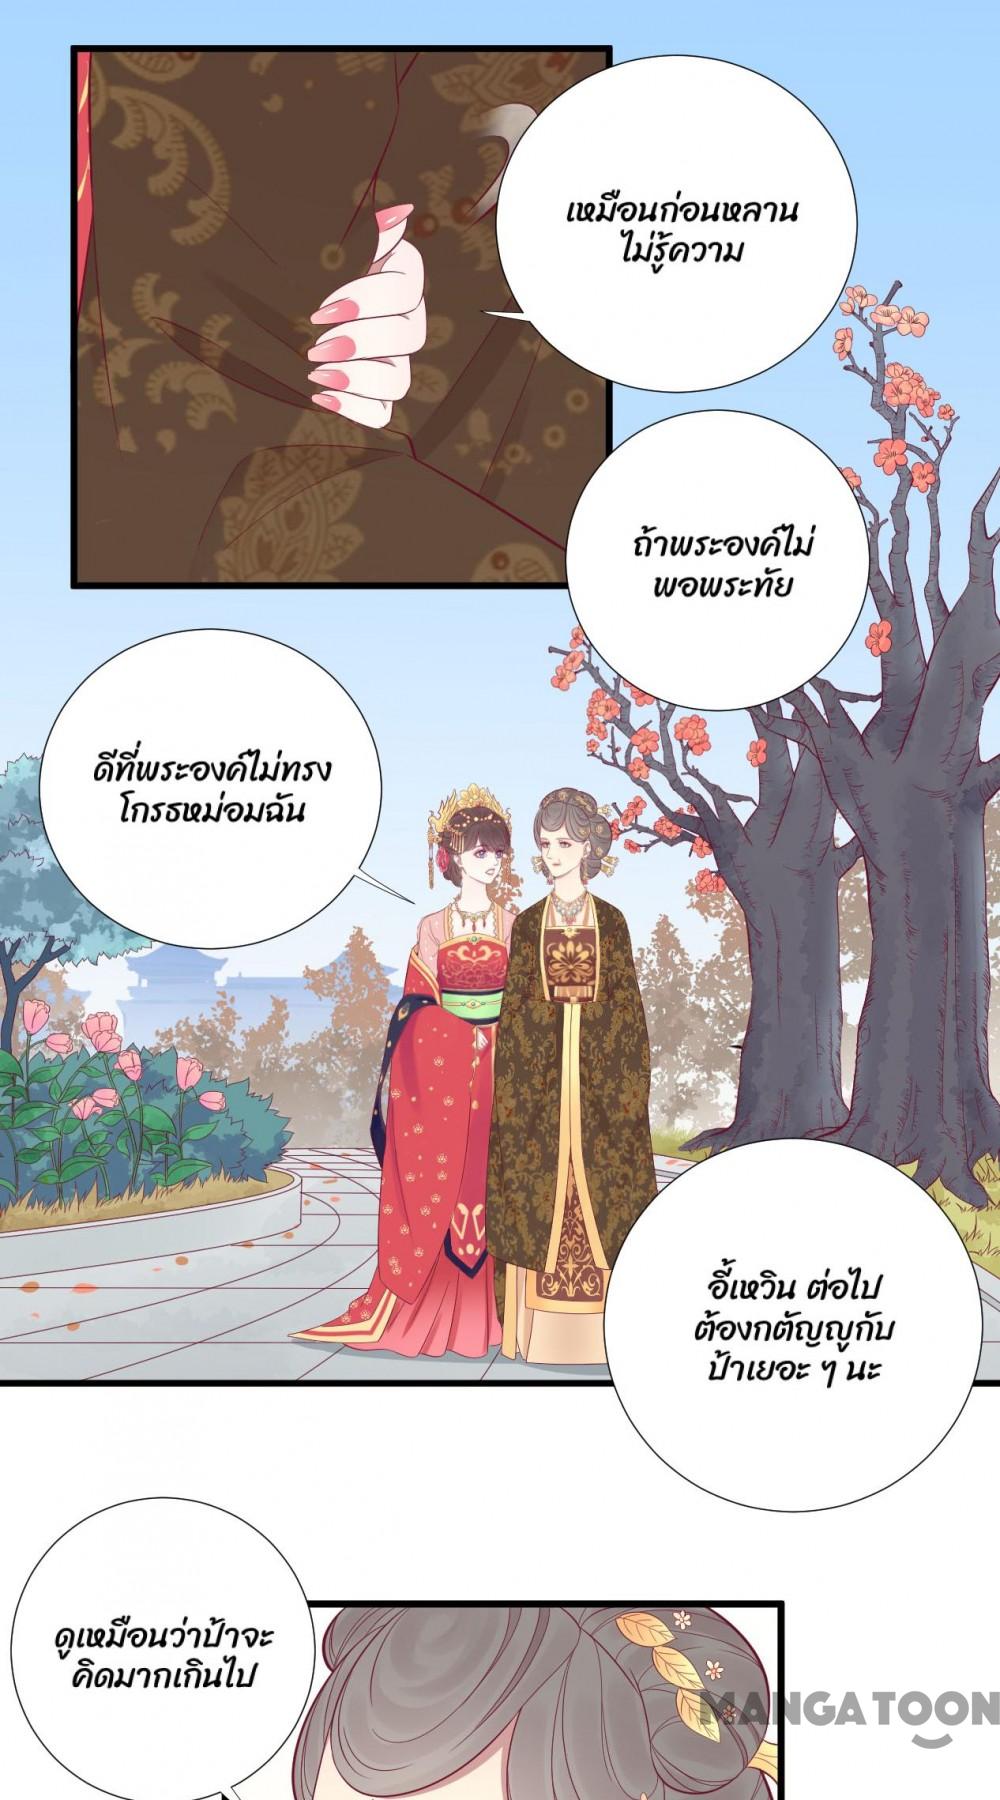 เหมือนก่อนหลาน
ไม่รู้ความ
ถ้าพระองค์ไม่
พอพระทัย
ดีที่พระองค์ไม่ทรง
โกรธหม่อมฉัน
อี้เหวิน ต่อไป
ต้องกตัญญูกับ
ป้าเยอะ ๆ นะ
ดูเหมือนว่าป้าจะ
คิดมากเกินไป
MANGATOON